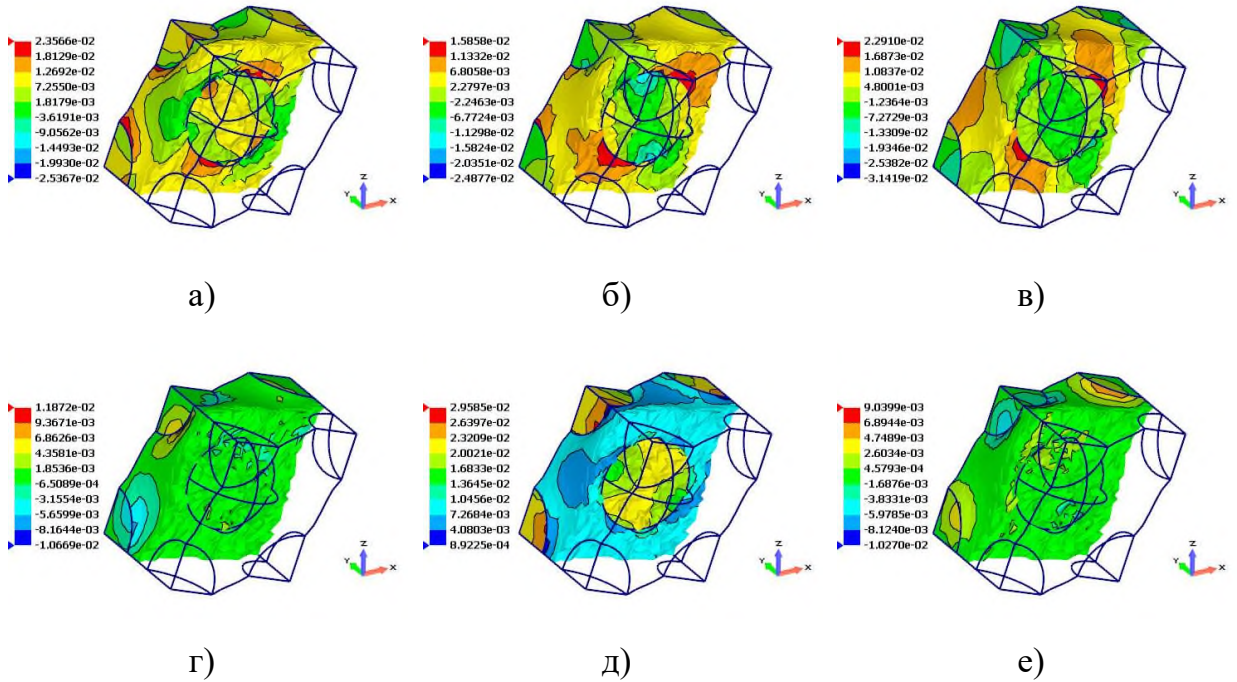 2.3566e-02
1.8129e-02
1.2692e-02
7.2550e-03
1.8179e-03
-3.6191e-03
-9.0562e-03
-1.4493e-02
-1.9930e-02
-2.5367e-02
Z
Y
X
1.5858e-02
1.1332e-02
6.8058e-03
2.2797e-03
-2.2463e-03
-6.7724e-03
-1.1298e-02
-1.5824e-02
-2.0351e-02
-2.4877e-02
Z
Y
X
2.2910e-02
1.6873e-02
1.0837e-02
4.8001e-03
-1.2364e-03
-7.2729e-03
-1.3309e-02
-1.9346e-02
-2.5382e-02
-3.1419e-02
Z
Y
X
а)
б)
в)
1.1872e-02
9.3671e-03
6.8626e-03
4.3581e-03
1.8536e-03
-6.5089e-04
-3.1554e-03
-5.6599e-03
-8.1644e-03
-1.0669e-02
Z
Y
X
2.9585e-02
2.6397e-02
2.3209e-02
2.0021e-02
1.6833e-02
1.3645e-02
1.0456e-02
7.2684e-03
4.0803e-03
8.9225e-04
Z
Y
X
9.0399e-03
6.8944e-03
4.7489e-03
2.6034e-03
4.5793e-04
-1.6876e-03
-3.8331e-03
-5.9785e-03
-8.1240e-03
-1.0270e-02
Z
Y
X
г)
д)
е)